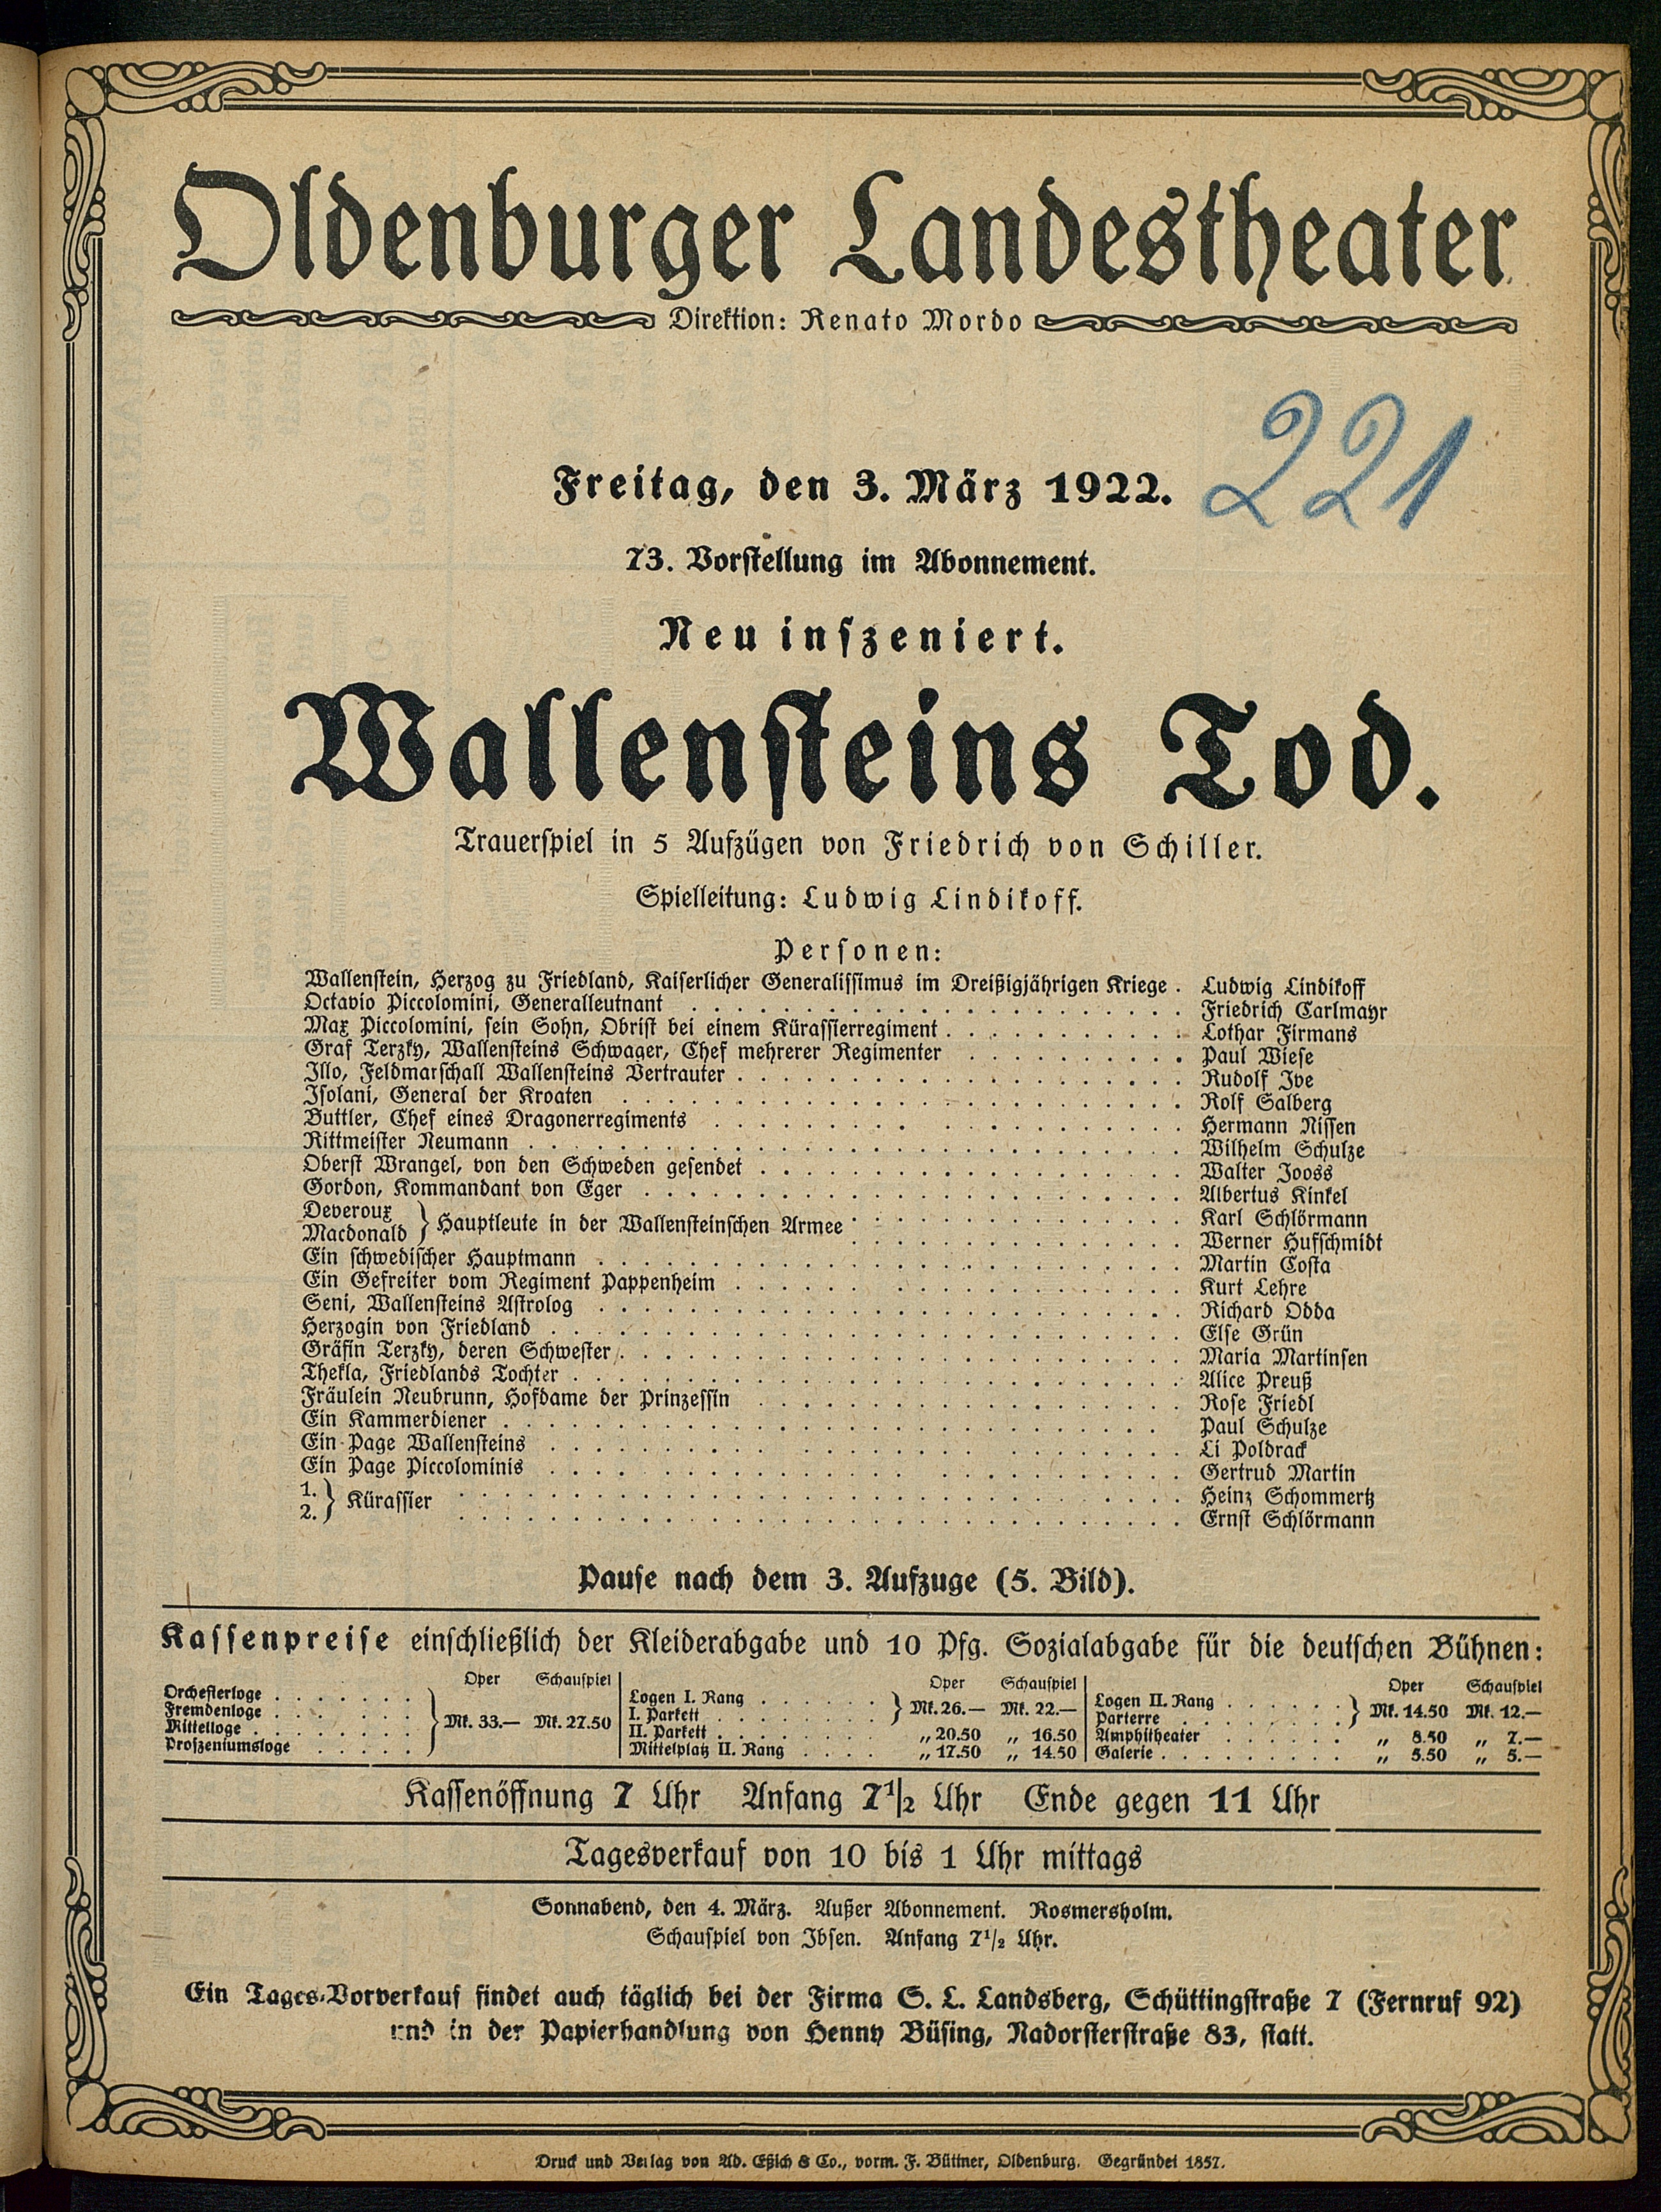 Oldenburger Landestheater
Direktion: Renato Mordo
221
Freitag, den 3. März 1922.
73. Vorstellung im Abonnement.
Neu inszeniert.
Wallensteins Tod.
Trauerspiel in 5 Aufzügen von Friedrich von Schiller.
Spielleitung: Ludwig Lindikoff.
Personen:
Wallenstein, Herzog zu Friedland, Kaiserlicher Generalissimus im Dreißigjährigen Kriege . Ludwig Lindikoff
Octavio Piccolomini, Generalleutnant . . . Friedrich Carlmayr
Max Piccolomini, sein Sohn, Obrist bei einem Kürassierregiment . . . Lothar Firmans
Graf Terzky, Wallensteins Schwager, Chef mehrerer Regimenter . . . Paul Wiese
Illo, Feldmarschall Wallensteins Vertrauter . . . Rudolf Ive
Isolani, General der Kroaten . . . Rolf Salberg
Buttler, Chef eines Dragonerregiments . . . Hermann Nissen
Rittmeister Neumann . . . Wilhelm Schulze
Oberst Wrangel, von den Schweden gesendet . . . Walter Jooss
Gordon, Kommandant von Eger . . . Albertus Kinkel
Deveroux } Hauptleute in der Wallensteinschen Armee . . . Karl Schlörmann
Macdonald } . . . Werner Hufschmidt
Ein schwedischer Hauptmann . . . Martin Costa
Ein Gefreiter vom Regiment Pappenheim . . . Kurt Lehre
Seni, Wallensteins Astrolog . . . Richard Odda
Herzogin von Friedland . . . Else Grün
Gräfin Terzky, deren Schwester . . . Maria Martinsen
Thekla, Friedlands Tochter . . . Alice Preuß
Fräulein Neubrunn, Hofdame der Prinzessin . . . Rose Friedl
Ein Kammerdiener . . . Paul Schulze
Ein Page Wallensteins . . . Li Poldrack
Ein Page Piccolominis . . . Gertrud Martin
1. } Kürassier . . . Heinz Schommertz
2. } . . . Ernst Schlörmann
Pause nach dem 3. Aufzuge (5. Bild).
Kassenpreise einschließlich der Kleiderabgabe und 10 Pfg. Sozialabgabe für die deutschen Bühnen:
Oper Schauspiel
Orchesterloge
Fremdenloge
Mittelloge
Proszeniumsloge
Mk. 33.— Mk. 27.50
Oper Schauspiel
Logen I. Rang
I. Parkett
Mk. 26.— Mk. 22.—
II. Parkett „ 20.50 „ 16.50
Mittelplatz II. Rang „ 17.50 „ 14.50
Oper Schauspiel
Logen II. Rang
Parterre
Mk. 14.50 Mk. 12.—
Amphitheater „ 8.50 „ 7.—
Galerie „ 5.50 „ 5.—
Kassenöffnung 7 Uhr Anfang 7 1/2 Uhr Ende gegen 11 Uhr
Tagesverkauf von 10 bis 1 Uhr mittags
Sonnabend, den 4. März. Außer Abonnement. Rosmersholm.
Schauspiel von Ibsen. Anfang 7 1/2 Uhr.
Ein Tages-Vorverkauf findet auch täglich bei der Firma S. L. Landsberg, Schüttingstraße 7 (Fernruf 92)
und in der Papierhandlung von Henny Büsing, Nadorsterstraße 83, statt.
Druck und Verlag von Ad. Eßich & Co., vorm. F. Büttner, Oldenburg. Gegründet 1857.